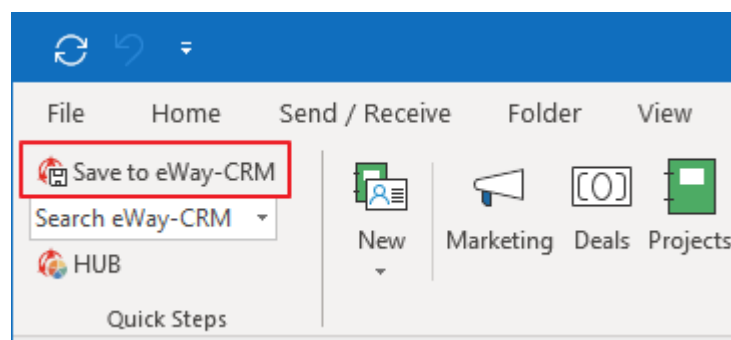 File Home Send / Receive Folder View
Save to eWay-CRM
Search eWay-CRM
HUB
New Marketing Deals Projects
Quick Steps